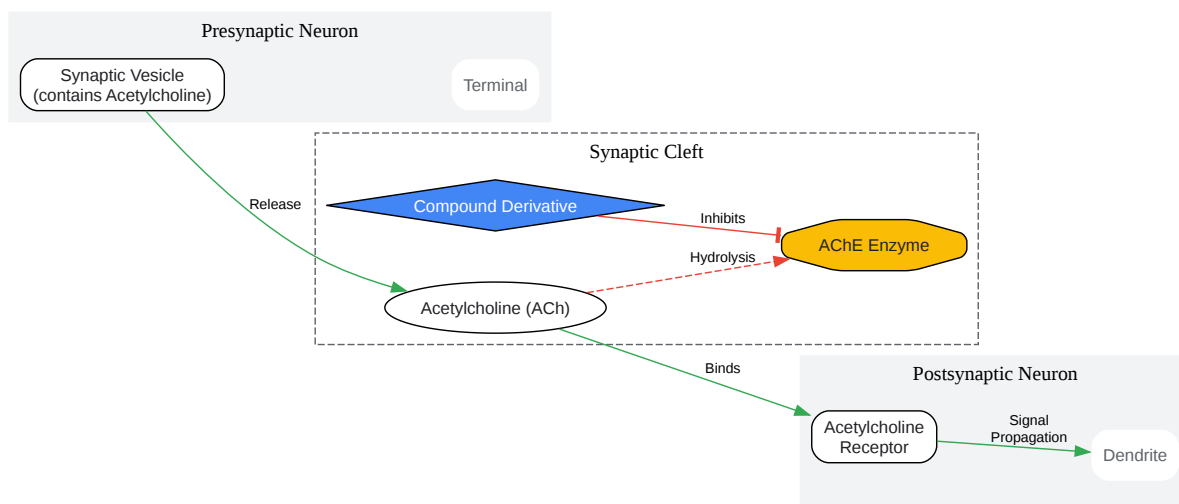 Presynaptic Neuron
Synaptic Vesicle
(contains Acetylcholine)
Terminal
Synaptic Cleft
Release
Compound Derivative
Inhibits
AChE Enzyme
Hydrolysis
Acetylcholine (ACh)
Binds
Postsynaptic Neuron
Acetylcholine
Receptor
Signal
Propagation
Dendrite